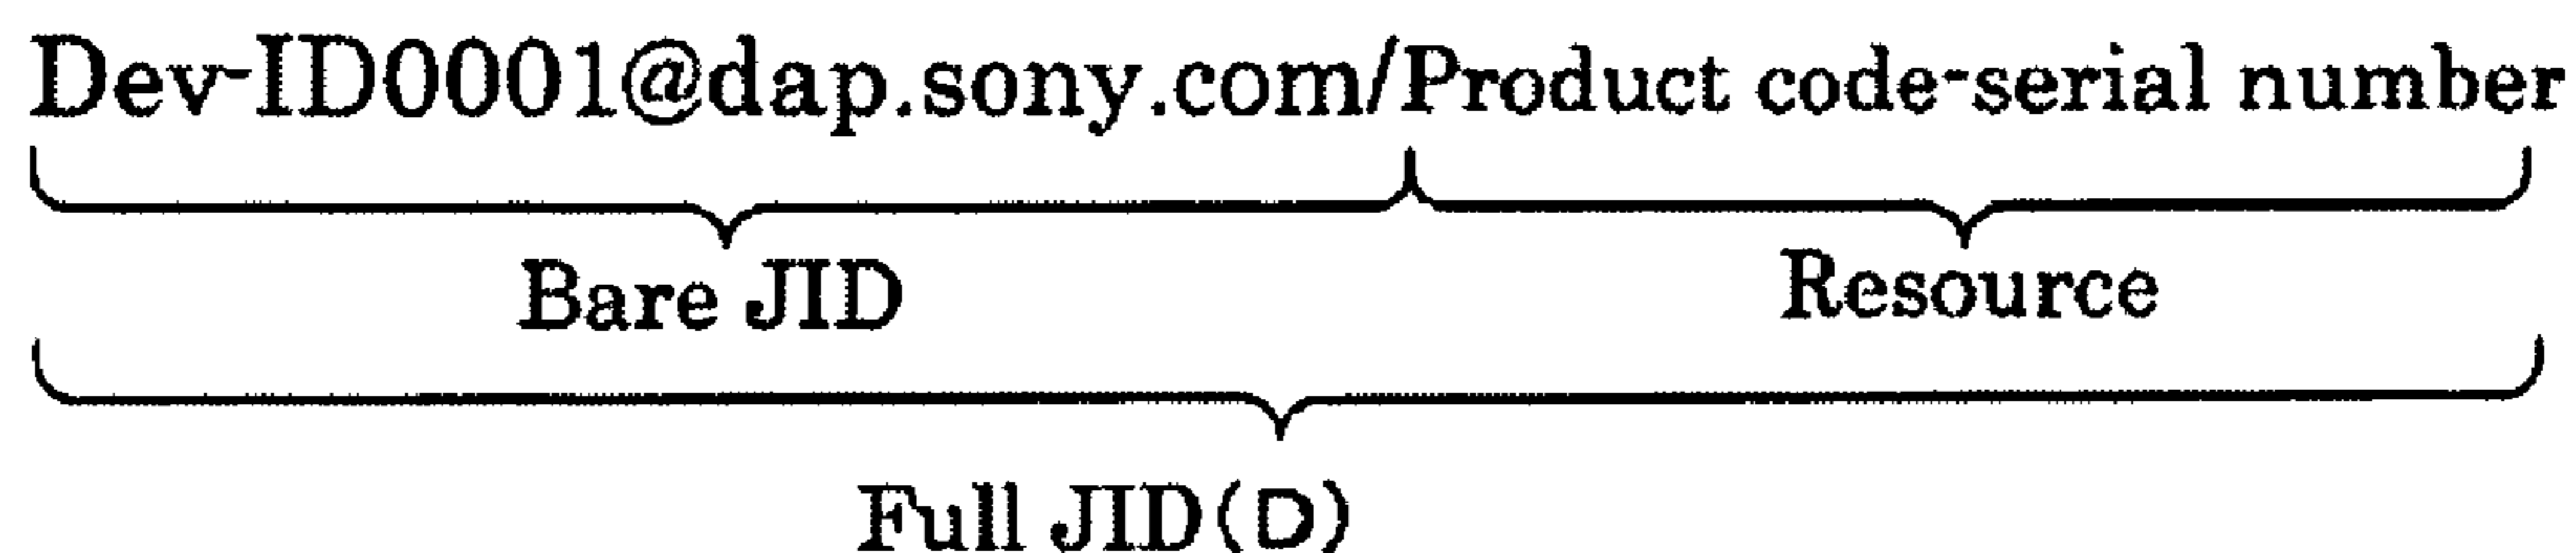 Dev-ID0001@dap.sony.com/Product code-serial number
Bare JID Resource
Full JID(D)